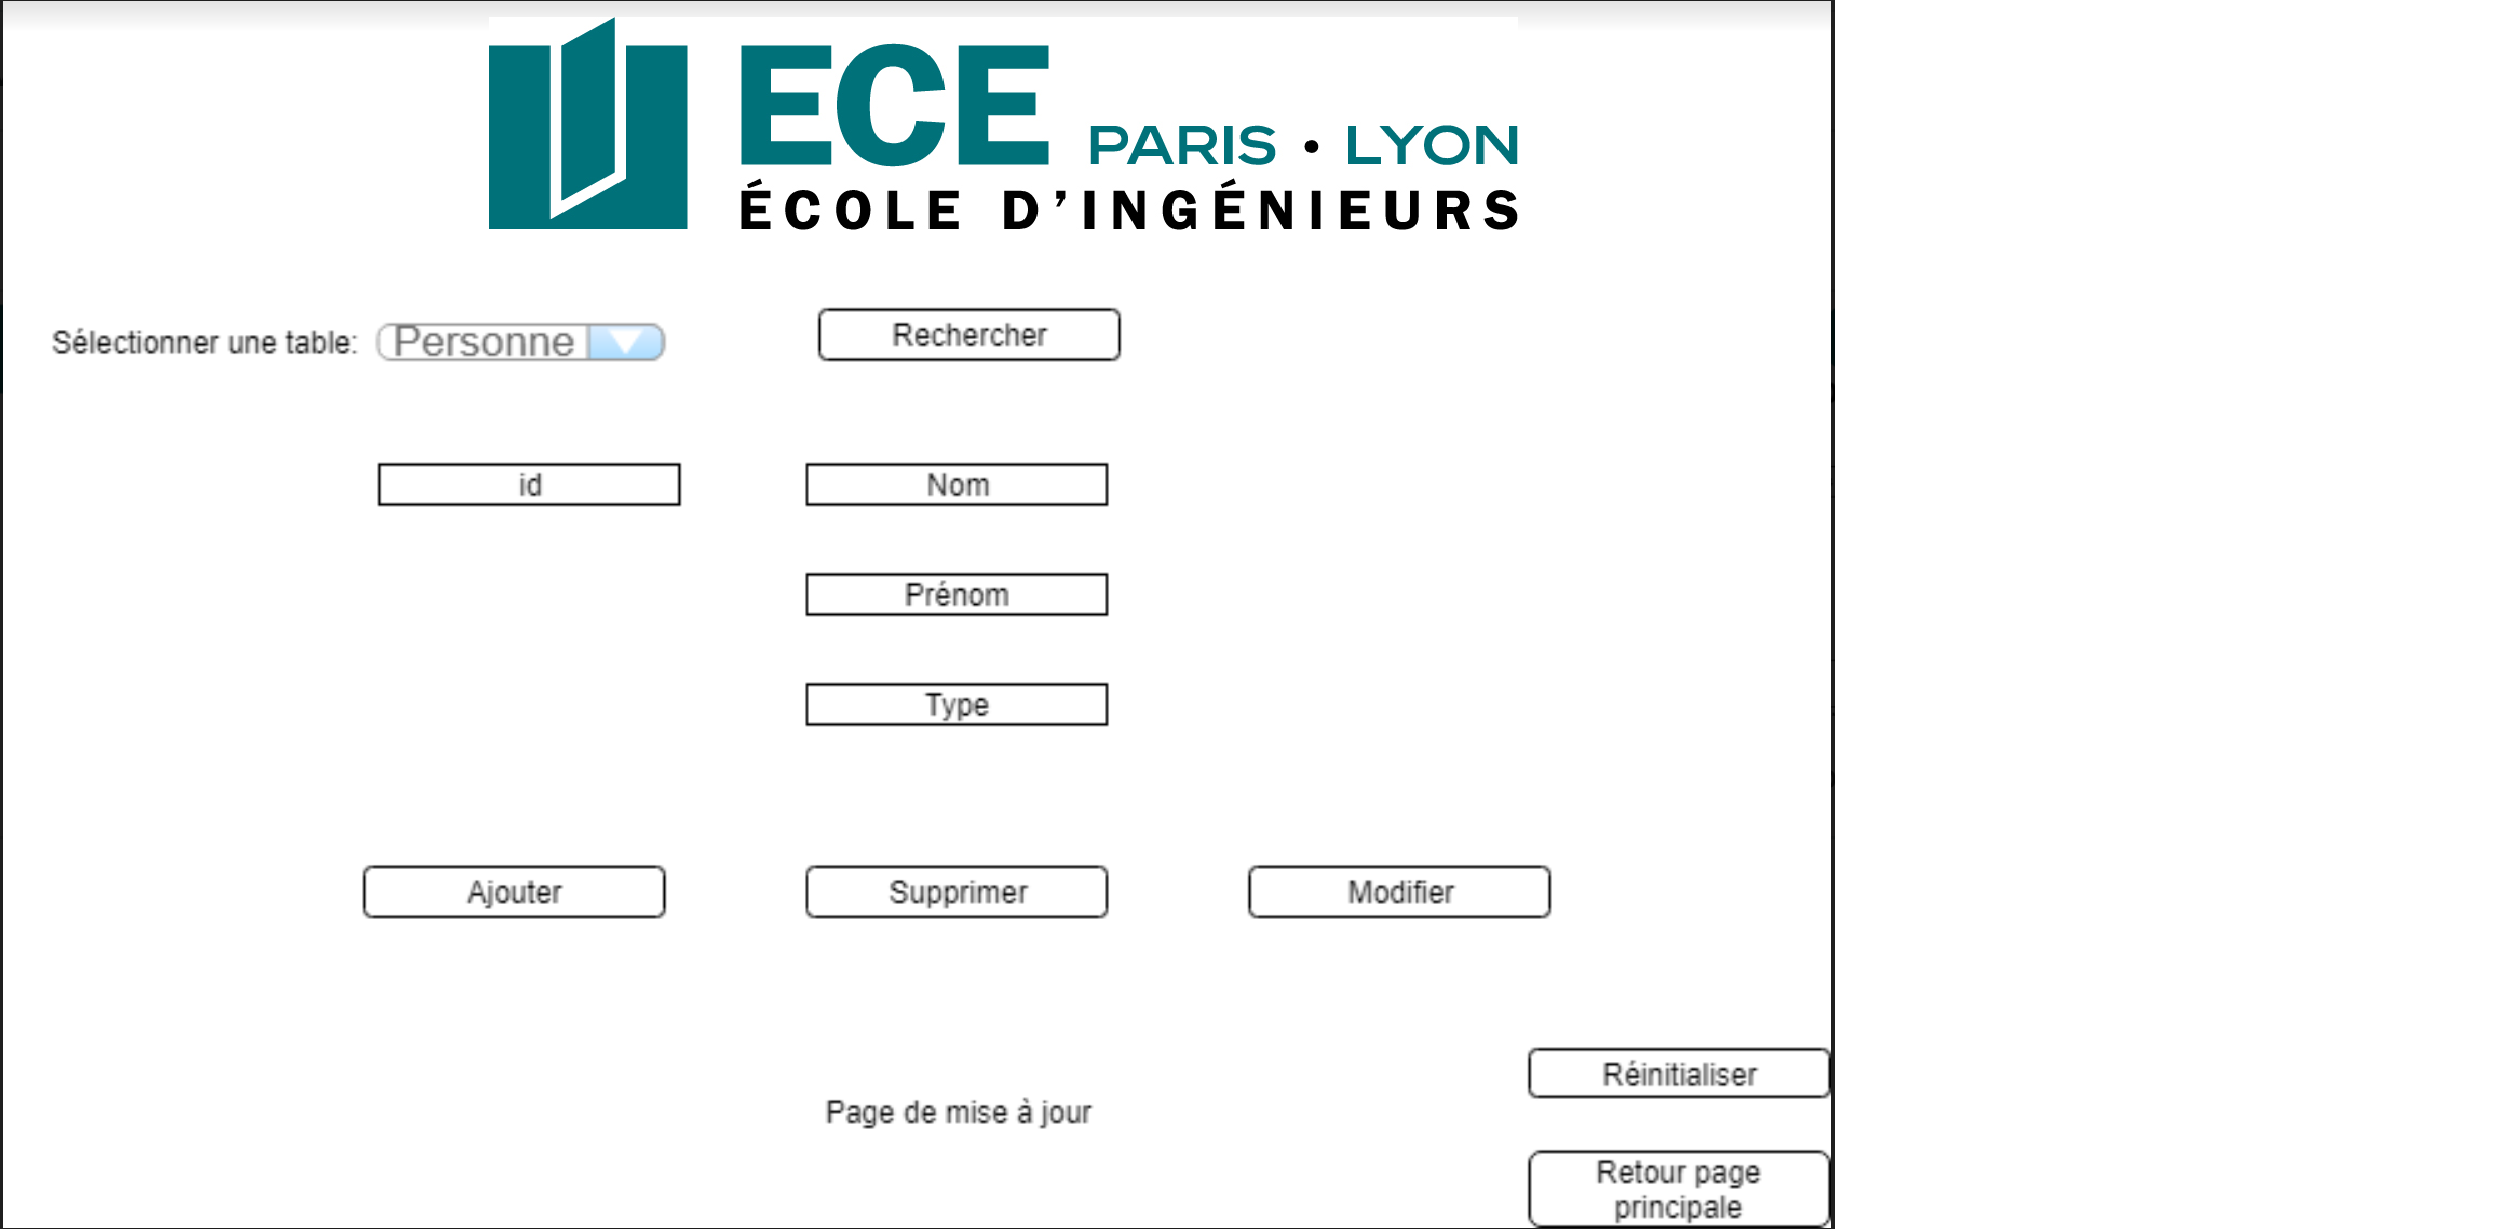 ECE PARIS • LYON
ÉCOLE D’INGÉNIEURS
Sélectionner une table: Personne Rechercher
id Nom
Prénom
Type
Ajouter Supprimer Modifier
Réinitialiser
Page de mise à jour
Retour page
principale